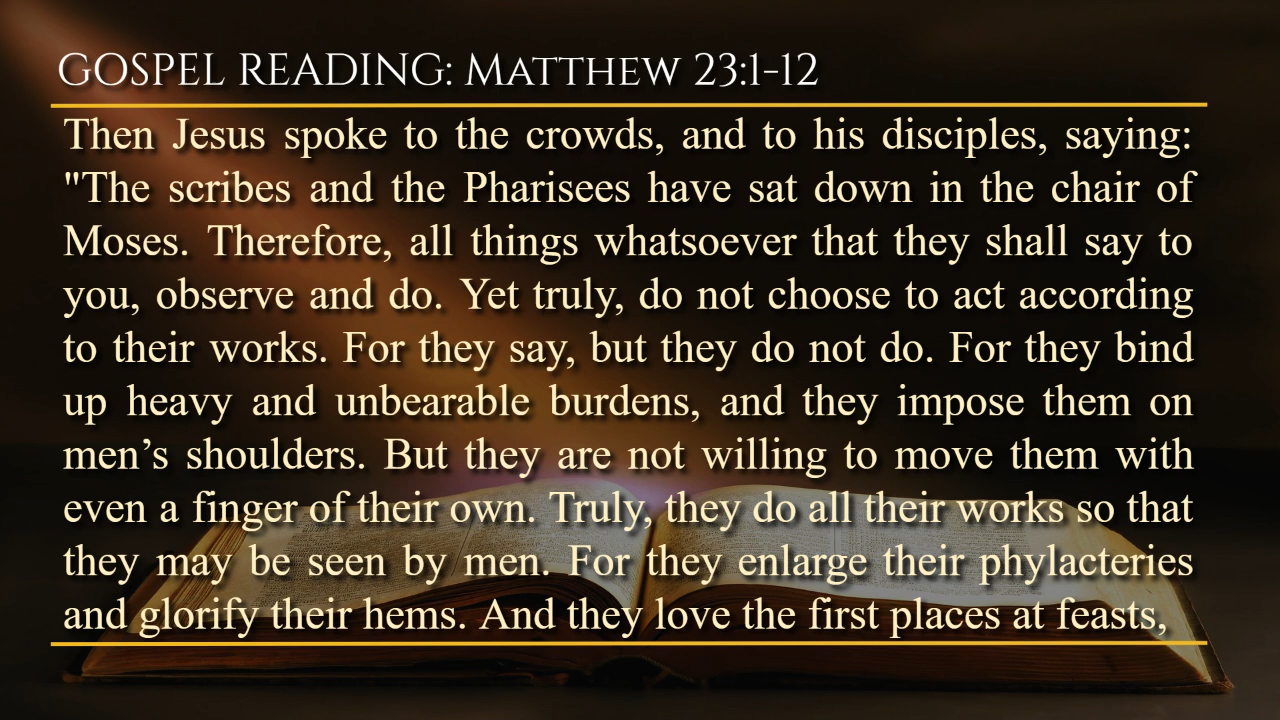 GOSPEL READING: Matthew 23:1-12
Then Jesus spoke to the crowds, and to his disciples, saying:
"The scribes and the Pharisees have sat down in the chair of
Moses. Therefore, all things whatsoever that they shall say to
you, observe and do. Yet truly, do not choose to act according
to their works. For they say, but they do not do. For they bind
up heavy and unbearable burdens, and they impose them on
men’s shoulders. But they are not willing to move them with
even a finger of their own. Truly, they do all their works so that
they may be seen by men. For they enlarge their phylacteries
and glorify their hems. And they love the first places at feasts,